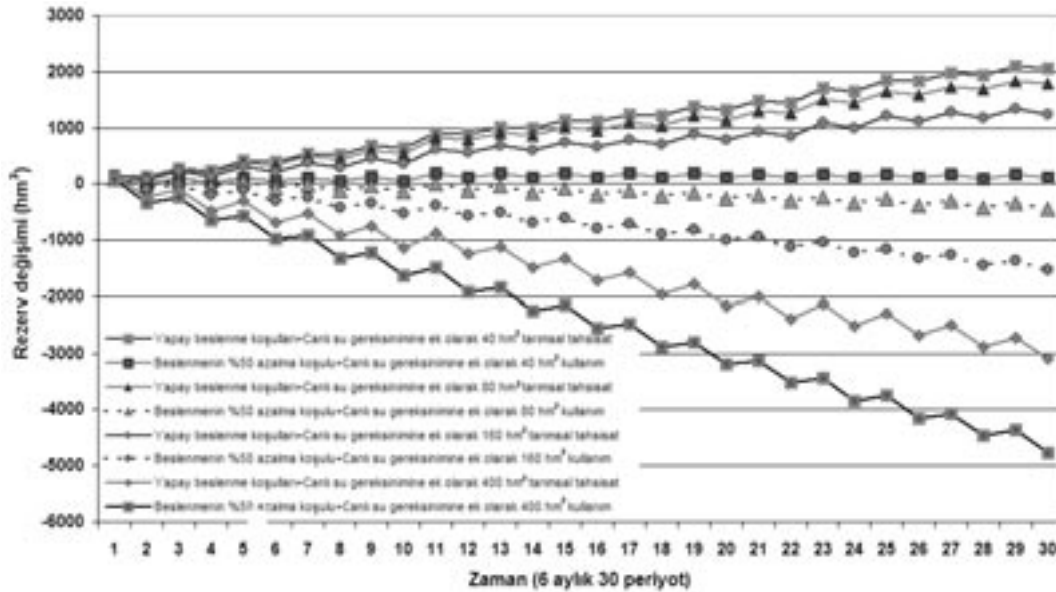 3000
2000
1000
0
-1000
-2000
-3000
-4000
-5000
-6000
Rezerv değişimi (hm³)
Yapay beslenme koşulları+Canlı su gereksinimine ek olarak 40 hm³ tarımsal tahsisat
Beslenmenin %50 azalma koşulu+Canlı su gereksinimine ek olarak 40 hm³ kullanım
Yapay beslenme koşulları+Canlı su gereksinimine ek olarak 80 hm³ tarımsal tahsisat
Beslenmenin %50 azalma koşulu+Canlı su gereksinimine ek olarak 80 hm³ kullanım
Yapay beslenme koşulları+Canlı su gereksinimine ek olarak 160 hm³ tarımsal tahsisat
Beslenmenin %50 azalma koşulu+Canlı su gereksinimine ek olarak 160 hm³ kullanım
Yapay beslenme koşulları+Canlı su gereksinimine ek olarak 400 hm³ tarımsal tahsisat
Beslenmenin %50 azalma koşulu+Canlı su gereksinimine ek olarak 400 hm³ kullanım
1 2 3 4 5 6 7 8 9 10 11 12 13 14 15 16 17 18 19 20 21 22 23 24 25 26 27 28 29 30
Zaman (6 aylık 30 periyot)